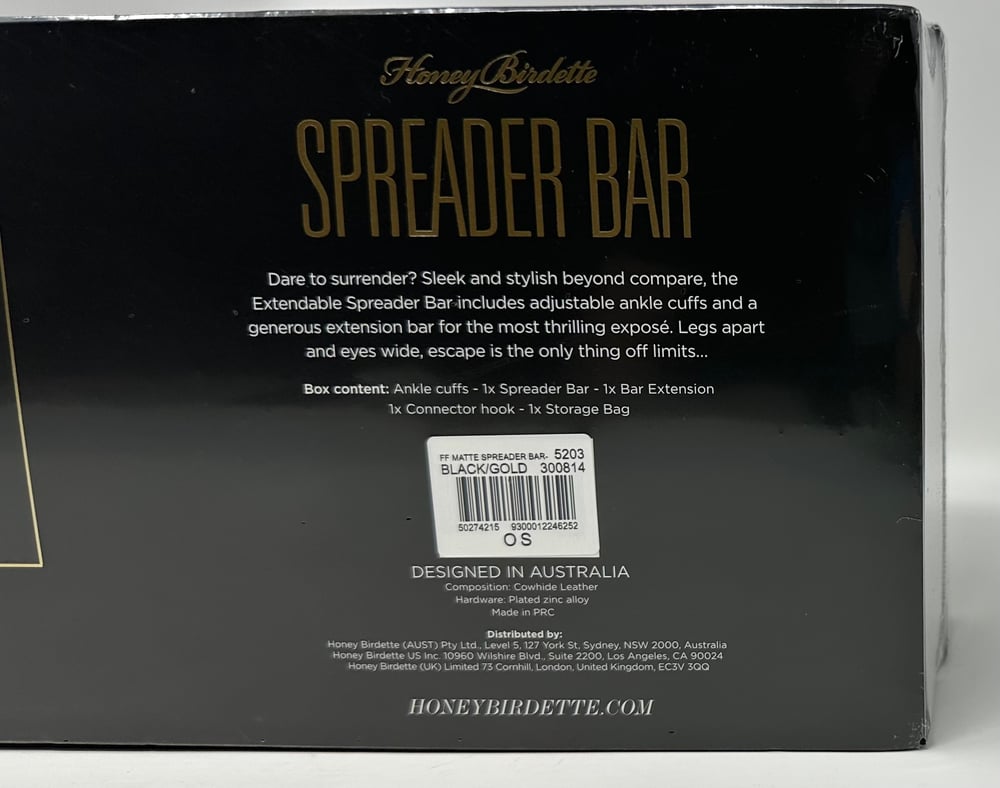 Honey Birdette
SPREADER BAR
Dare to surrender? Sleek and stylish beyond compare, the
Extendable Spreader Bar includes adjustable ankle cuffs and a
generous extension bar for the most thrilling exposé. Legs apart
and eyes wide, escape is the only thing off limits...
Box content: Ankle cuffs - 1x Spreader Bar - 1x Bar Extension
1x Connector hook - 1x Storage Bag
FF MATTE SPREADER BAR- 5203
BLACK/GOLD 300814
50274215 9300012246252
OS
DESIGNED IN AUSTRALIA
Composition: Cowhide Leather
Hardware: Plated zinc alloy
Made in PRC
Distributed by:
Honey Birdette (AUST) Pty Ltd., Level 5, 127 York St, Sydney, NSW 2000, Australia
Honey Birdette US Inc. 10960 Wilshire Blvd., Suite 2200, Los Angeles, CA 90024
Honey Birdette (UK) Limited 73 Cornhill, London, United Kingdom, EC3V 3QQ
HONEYBIRDETTE.COM